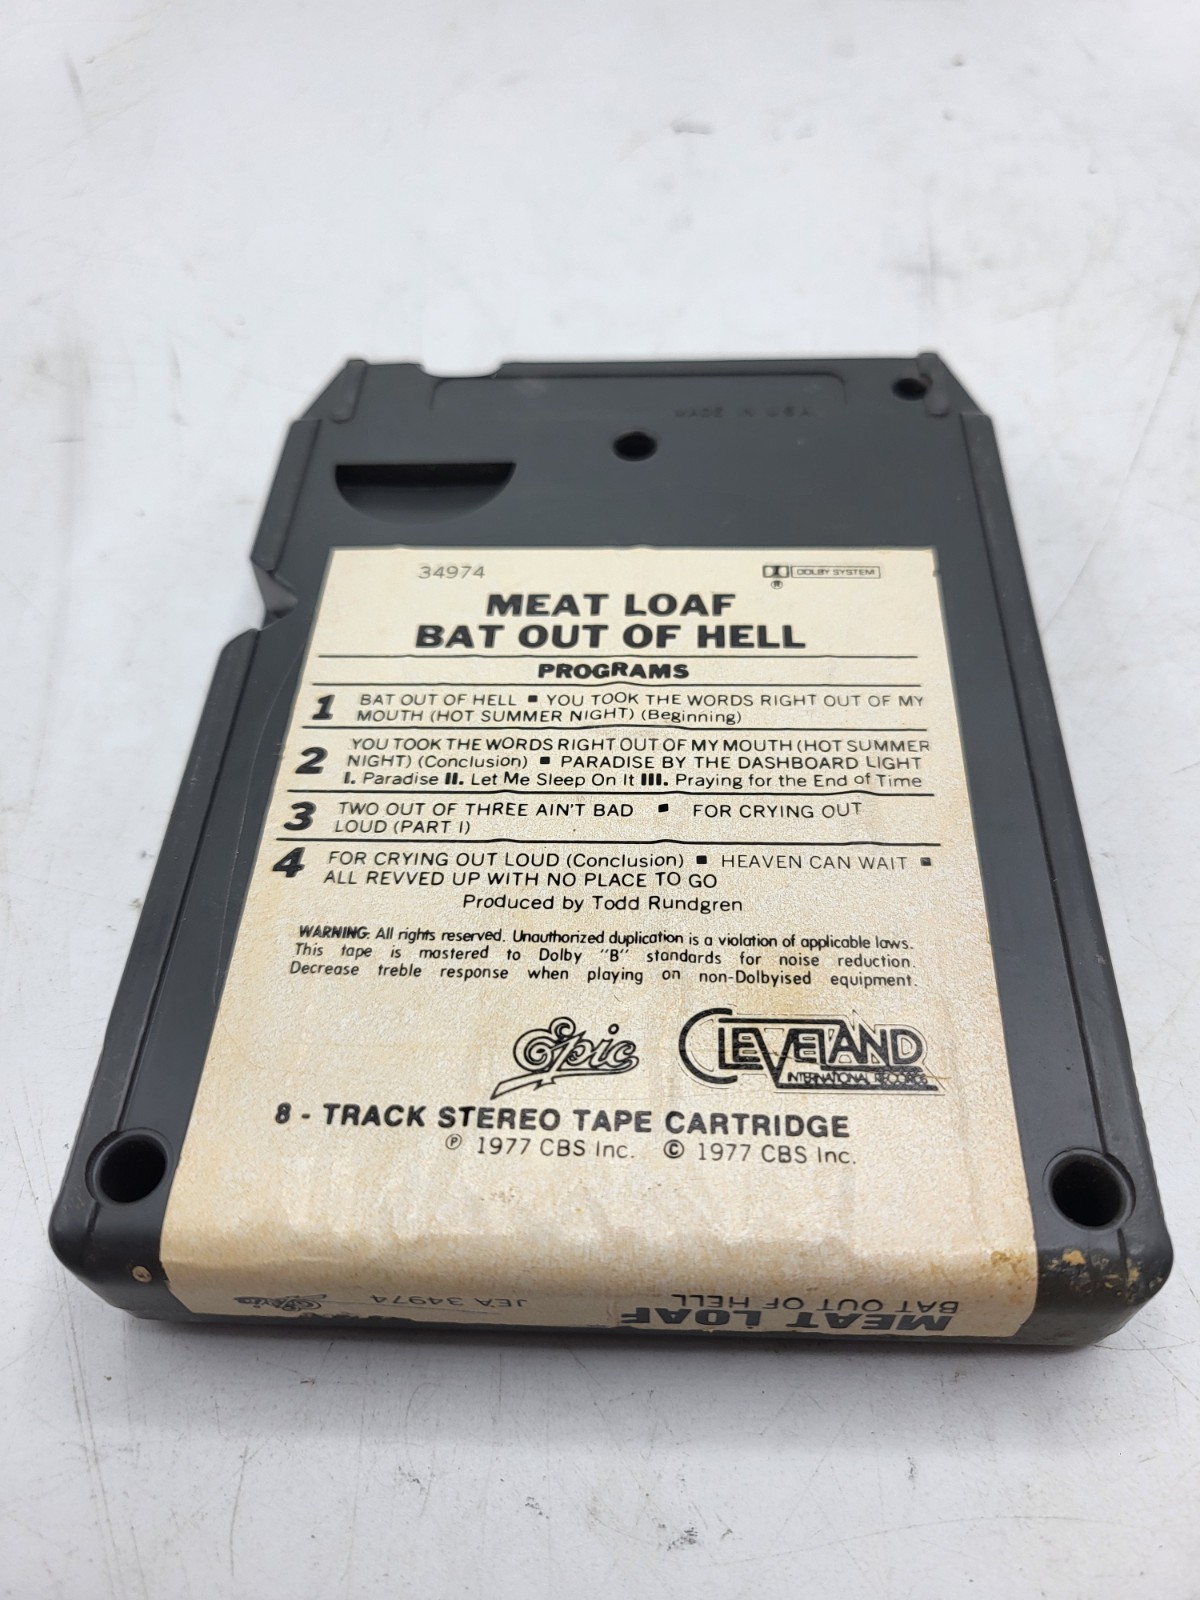 MADE IN U.S.A.
34974
DOLBY SYSTEM
®
MEAT LOAF
BAT OUT OF HELL
PROGRAMS
1 BAT OUT OF HELL ▪ YOU TOOK THE WORDS RIGHT OUT OF MY
MOUTH (HOT SUMMER NIGHT) (Beginning)
2 YOU TOOK THE WORDS RIGHT OUT OF MY MOUTH (HOT SUMMER
NIGHT) (Conclusion) ▪ PARADISE BY THE DASHBOARD LIGHT
I. Paradise II. Let Me Sleep On It III. Praying for the End of Time
3 TWO OUT OF THREE AIN'T BAD ▪ FOR CRYING OUT
LOUD (PART I)
4 FOR CRYING OUT LOUD (Conclusion) ▪ HEAVEN CAN WAIT ▪
ALL REVVED UP WITH NO PLACE TO GO
Produced by Todd Rundgren
WARNING: All rights reserved. Unauthorized duplication is a violation of applicable laws.
This tape is mastered to Dolby "B" standards for noise reduction.
Decrease treble response when playing on non-Dolbyised equipment.
Epic
CLEVELAND
INTERNATIONAL RECORDS
8 - TRACK STEREO TAPE CARTRIDGE
℗ 1977 CBS Inc. © 1977 CBS Inc.
MEAT LOAF
BAT OUT OF HELL
JEA 34974
Epic